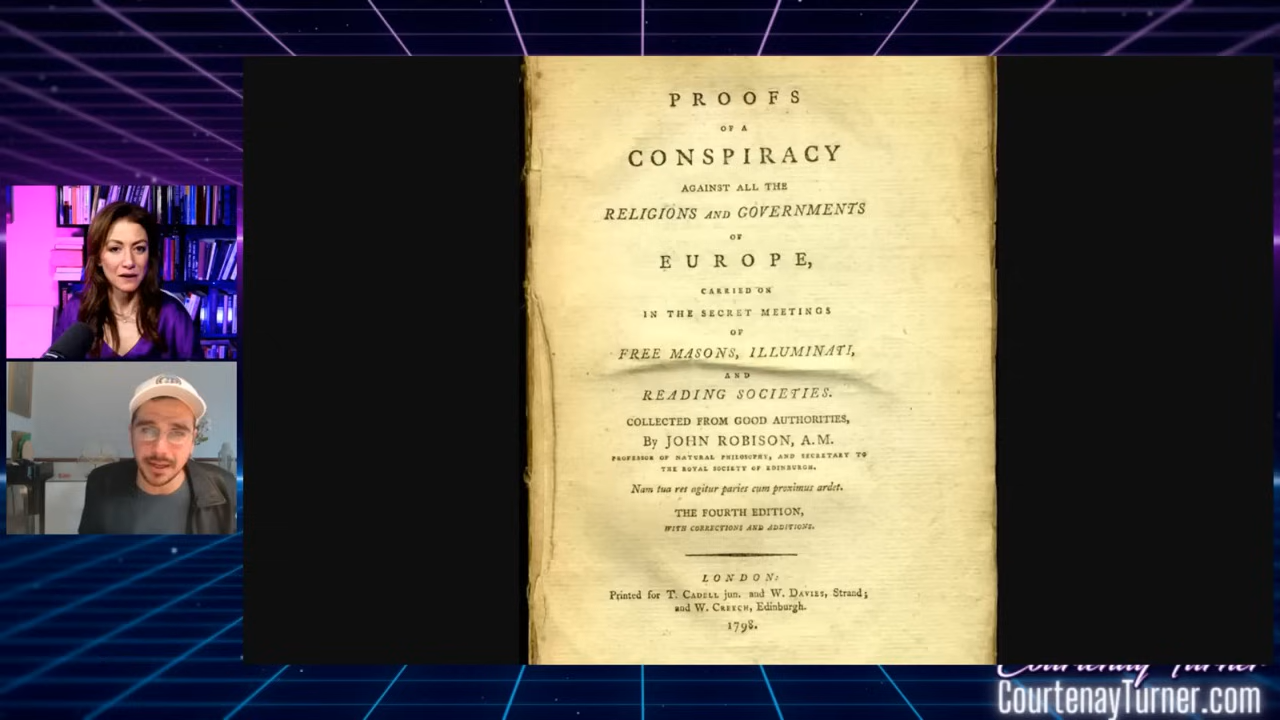 PROOFS
OF A
CONSPIRACY
AGAINST ALL THE
RELIGIONS AND GOVERNMENTS
OF
EUROPE,
CARRIED ON
IN THE SECRET MEETINGS
OF
FREE MASONS, ILLUMINATI,
AND
READING SOCIETIES.
COLLECTED FROM GOOD AUTHORITIES,
By JOHN ROBISON, A.M.
PROFESSOR OF NATURAL PHILOSOPHY, AND SECRETARY TO
THE ROYAL SOCIETY OF EDINBURGH.
Nam tua res agitur paries cum proximus ardet.
THE FOURTH EDITION,
WITH CORRECTIONS AND ADDITIONS.
LONDON:
Printed for T. CADELL jun. and W. DAVIES, Strand;
and W. CREECH, Edinburgh.
1798.
Courtenay Turner
CourtenayTurner.com